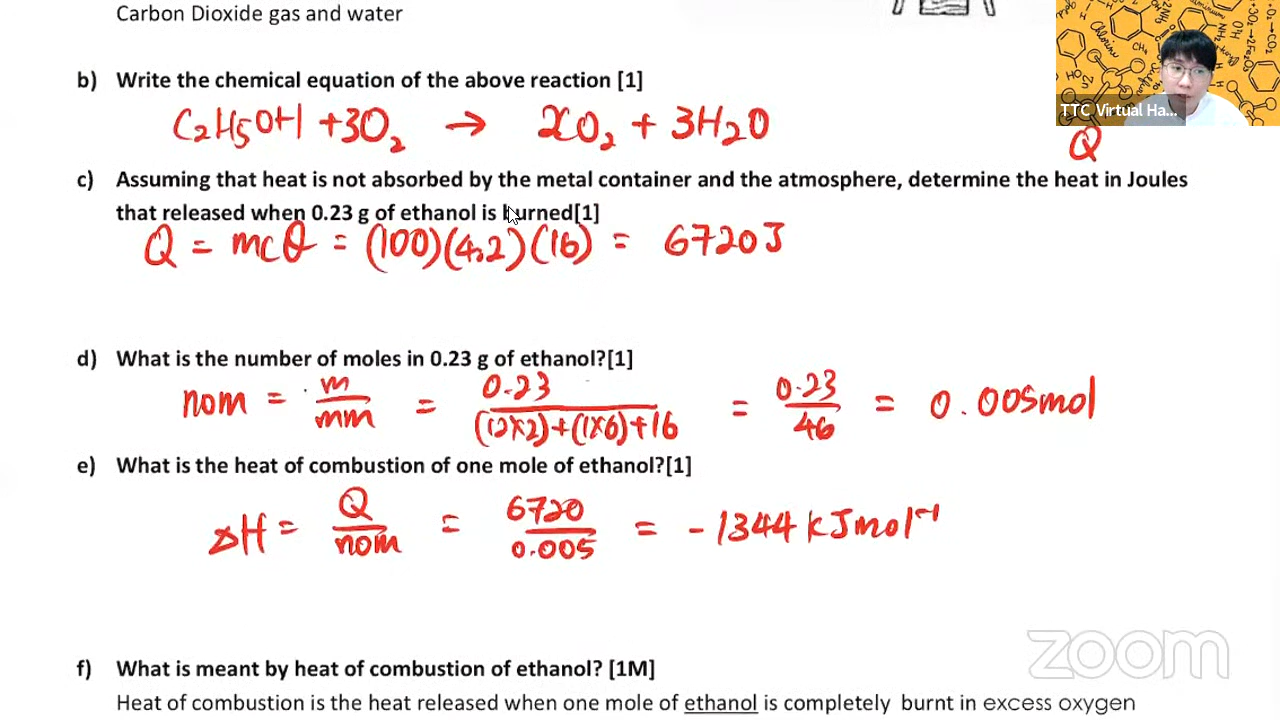 Carbon Dioxide gas and water
b) Write the chemical equation of the above reaction [1]
C2H5OH + 3O2 → 2CO2 + 3H2O
TTC Virtual Ha...
Q
c) Assuming that heat is not absorbed by the metal container and the atmosphere, determine the heat in Joules
that released when 0.23 g of ethanol is burned[1]
Q = mcθ = (100)(4.2)(16) = 6720J
d) What is the number of moles in 0.23 g of ethanol?[1]
nom = m/mm = 0.23/(12x2)+(1x6)+16 = 0.23/46 = 0.005mol
e) What is the heat of combustion of one mole of ethanol?[1]
ΔH = Q/nom = 6720/0.005 = -1344 kJmol-1
zoom
f) What is meant by heat of combustion of ethanol? [1M]
Heat of combustion is the heat released when one mole of ethanol is completely burnt in excess oxygen